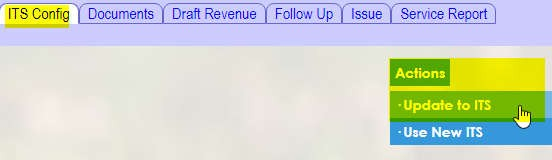 ITS Config Documents Draft Revenue Follow Up Issue Service Report
Actions
· Update to ITS
· Use New ITS